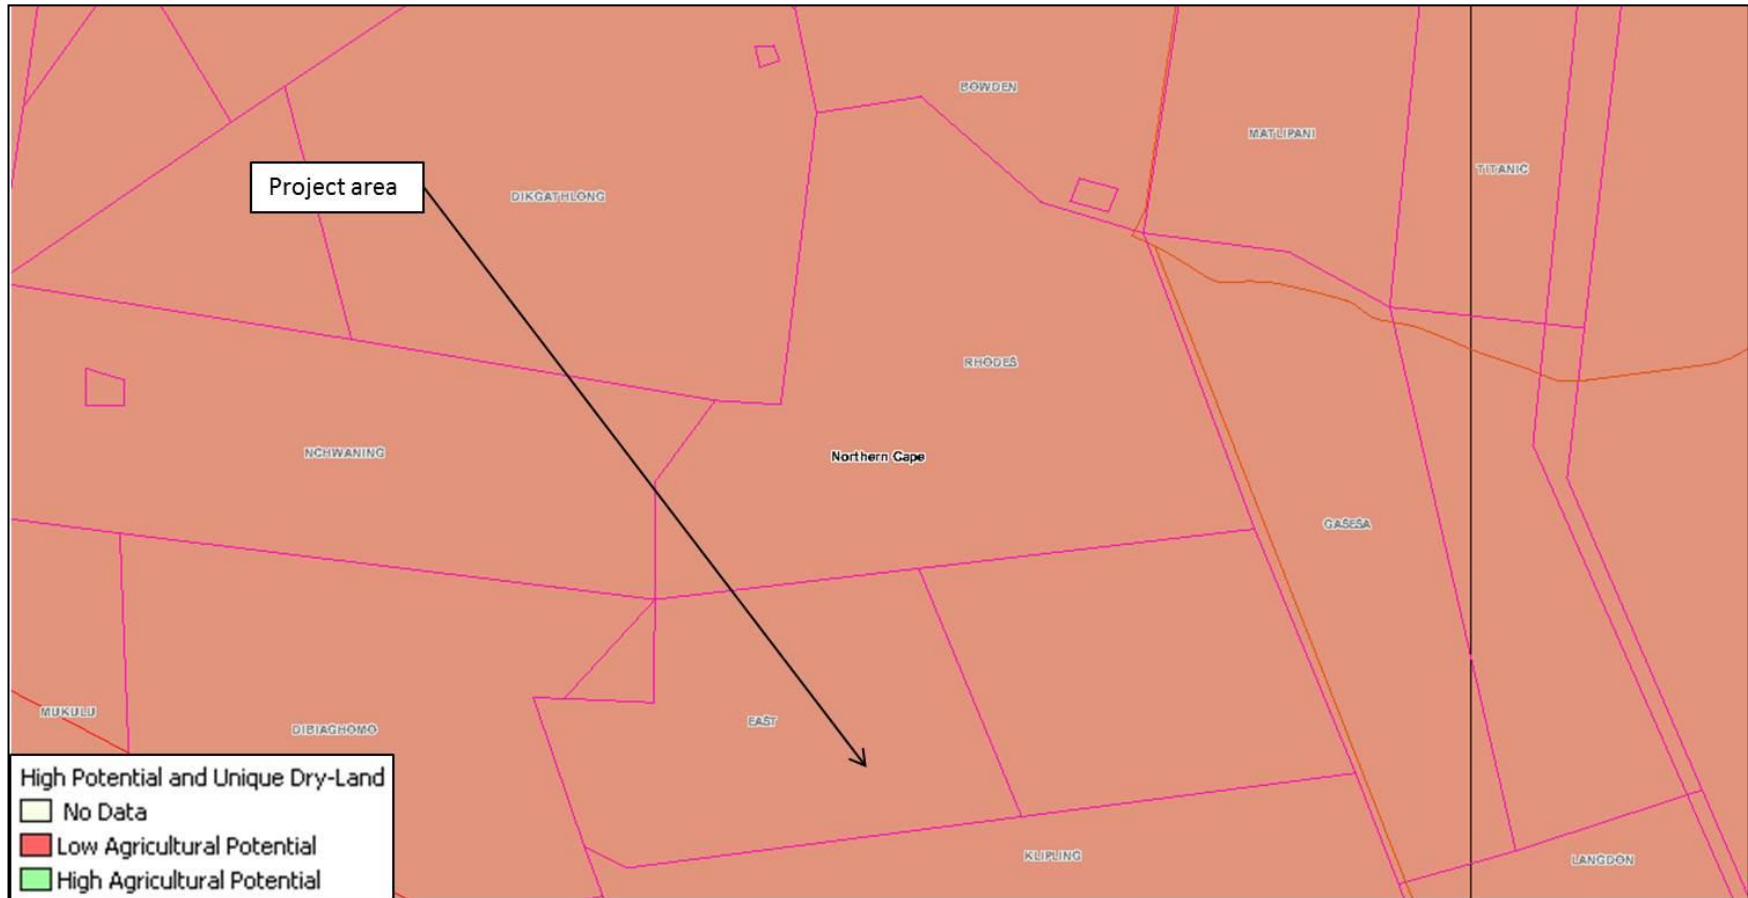 BOWDEN
MATLIPANI
TITANIC
Project area
DIKGATHLONG
RHODES
NCHWANING
Northern Cape
GASESA
MUKULU
EAST
DIBIAGHOMO
High Potential and Unique Dry-Land
No Data
Low Agricultural Potential
High Agricultural Potential
KLIPLING
LANGDON